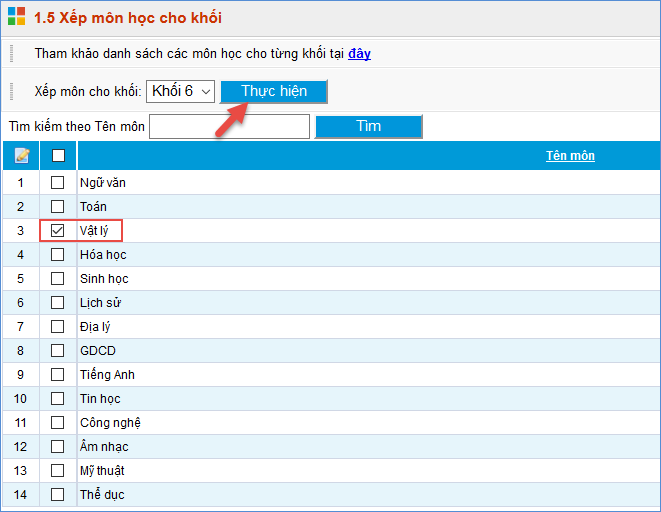 1.5 Xếp môn học cho khối
Tham khảo danh sách các môn học cho từng khối tại đây
Xếp môn cho khối: Khối 6 Thực hiện
Tìm kiếm theo Tên môn Tìm
Tên môn
1 Ngữ văn
2 Toán
3 Vật lý
4 Hóa học
5 Sinh học
6 Lịch sử
7 Địa lý
8 GDCD
9 Tiếng Anh
10 Tin học
11 Công nghệ
12 Âm nhạc
13 Mỹ thuật
14 Thể dục